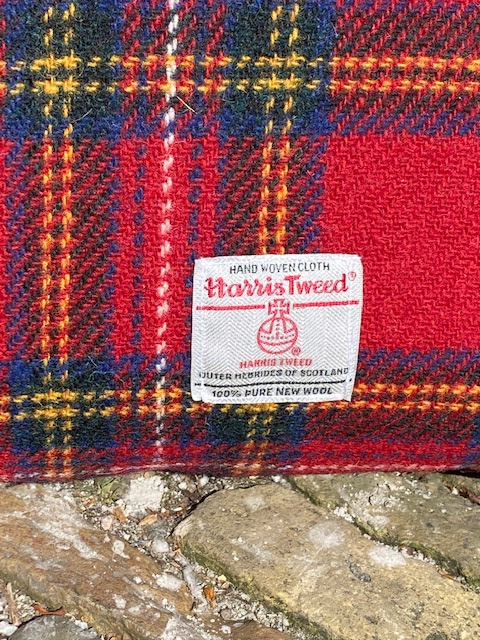 HAND WOVEN CLOTH
Harris Tweed®
®
HARRIS TWEED
OUTER HEBRIDES OF SCOTLAND
100% PURE NEW WOOL